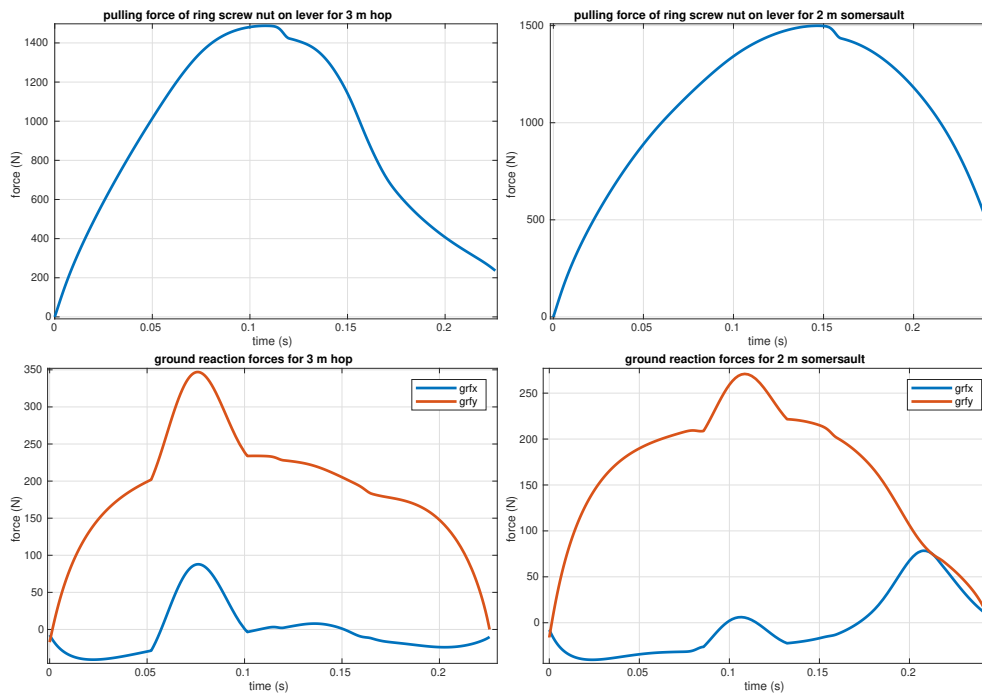 pulling force of ring screw nut on lever for 3 m hop
force (N)
1400
1200
1000
800
600
400
200
0
0
0.05
0.1
0.15
0.2
time (s)
pulling force of ring screw nut on lever for 2 m somersault
force (N)
1500
1000
500
0
0
0.05
0.1
0.15
0.2
time (s)
ground reaction forces for 3 m hop
force (N)
350
300
250
200
150
100
50
0
0
0.05
0.1
0.15
0.2
time (s)
grfx
grfy
ground reaction forces for 2 m somersault
force (N)
250
200
150
100
50
0
0
0.05
0.1
0.15
0.2
time (s)
grfx
grfy